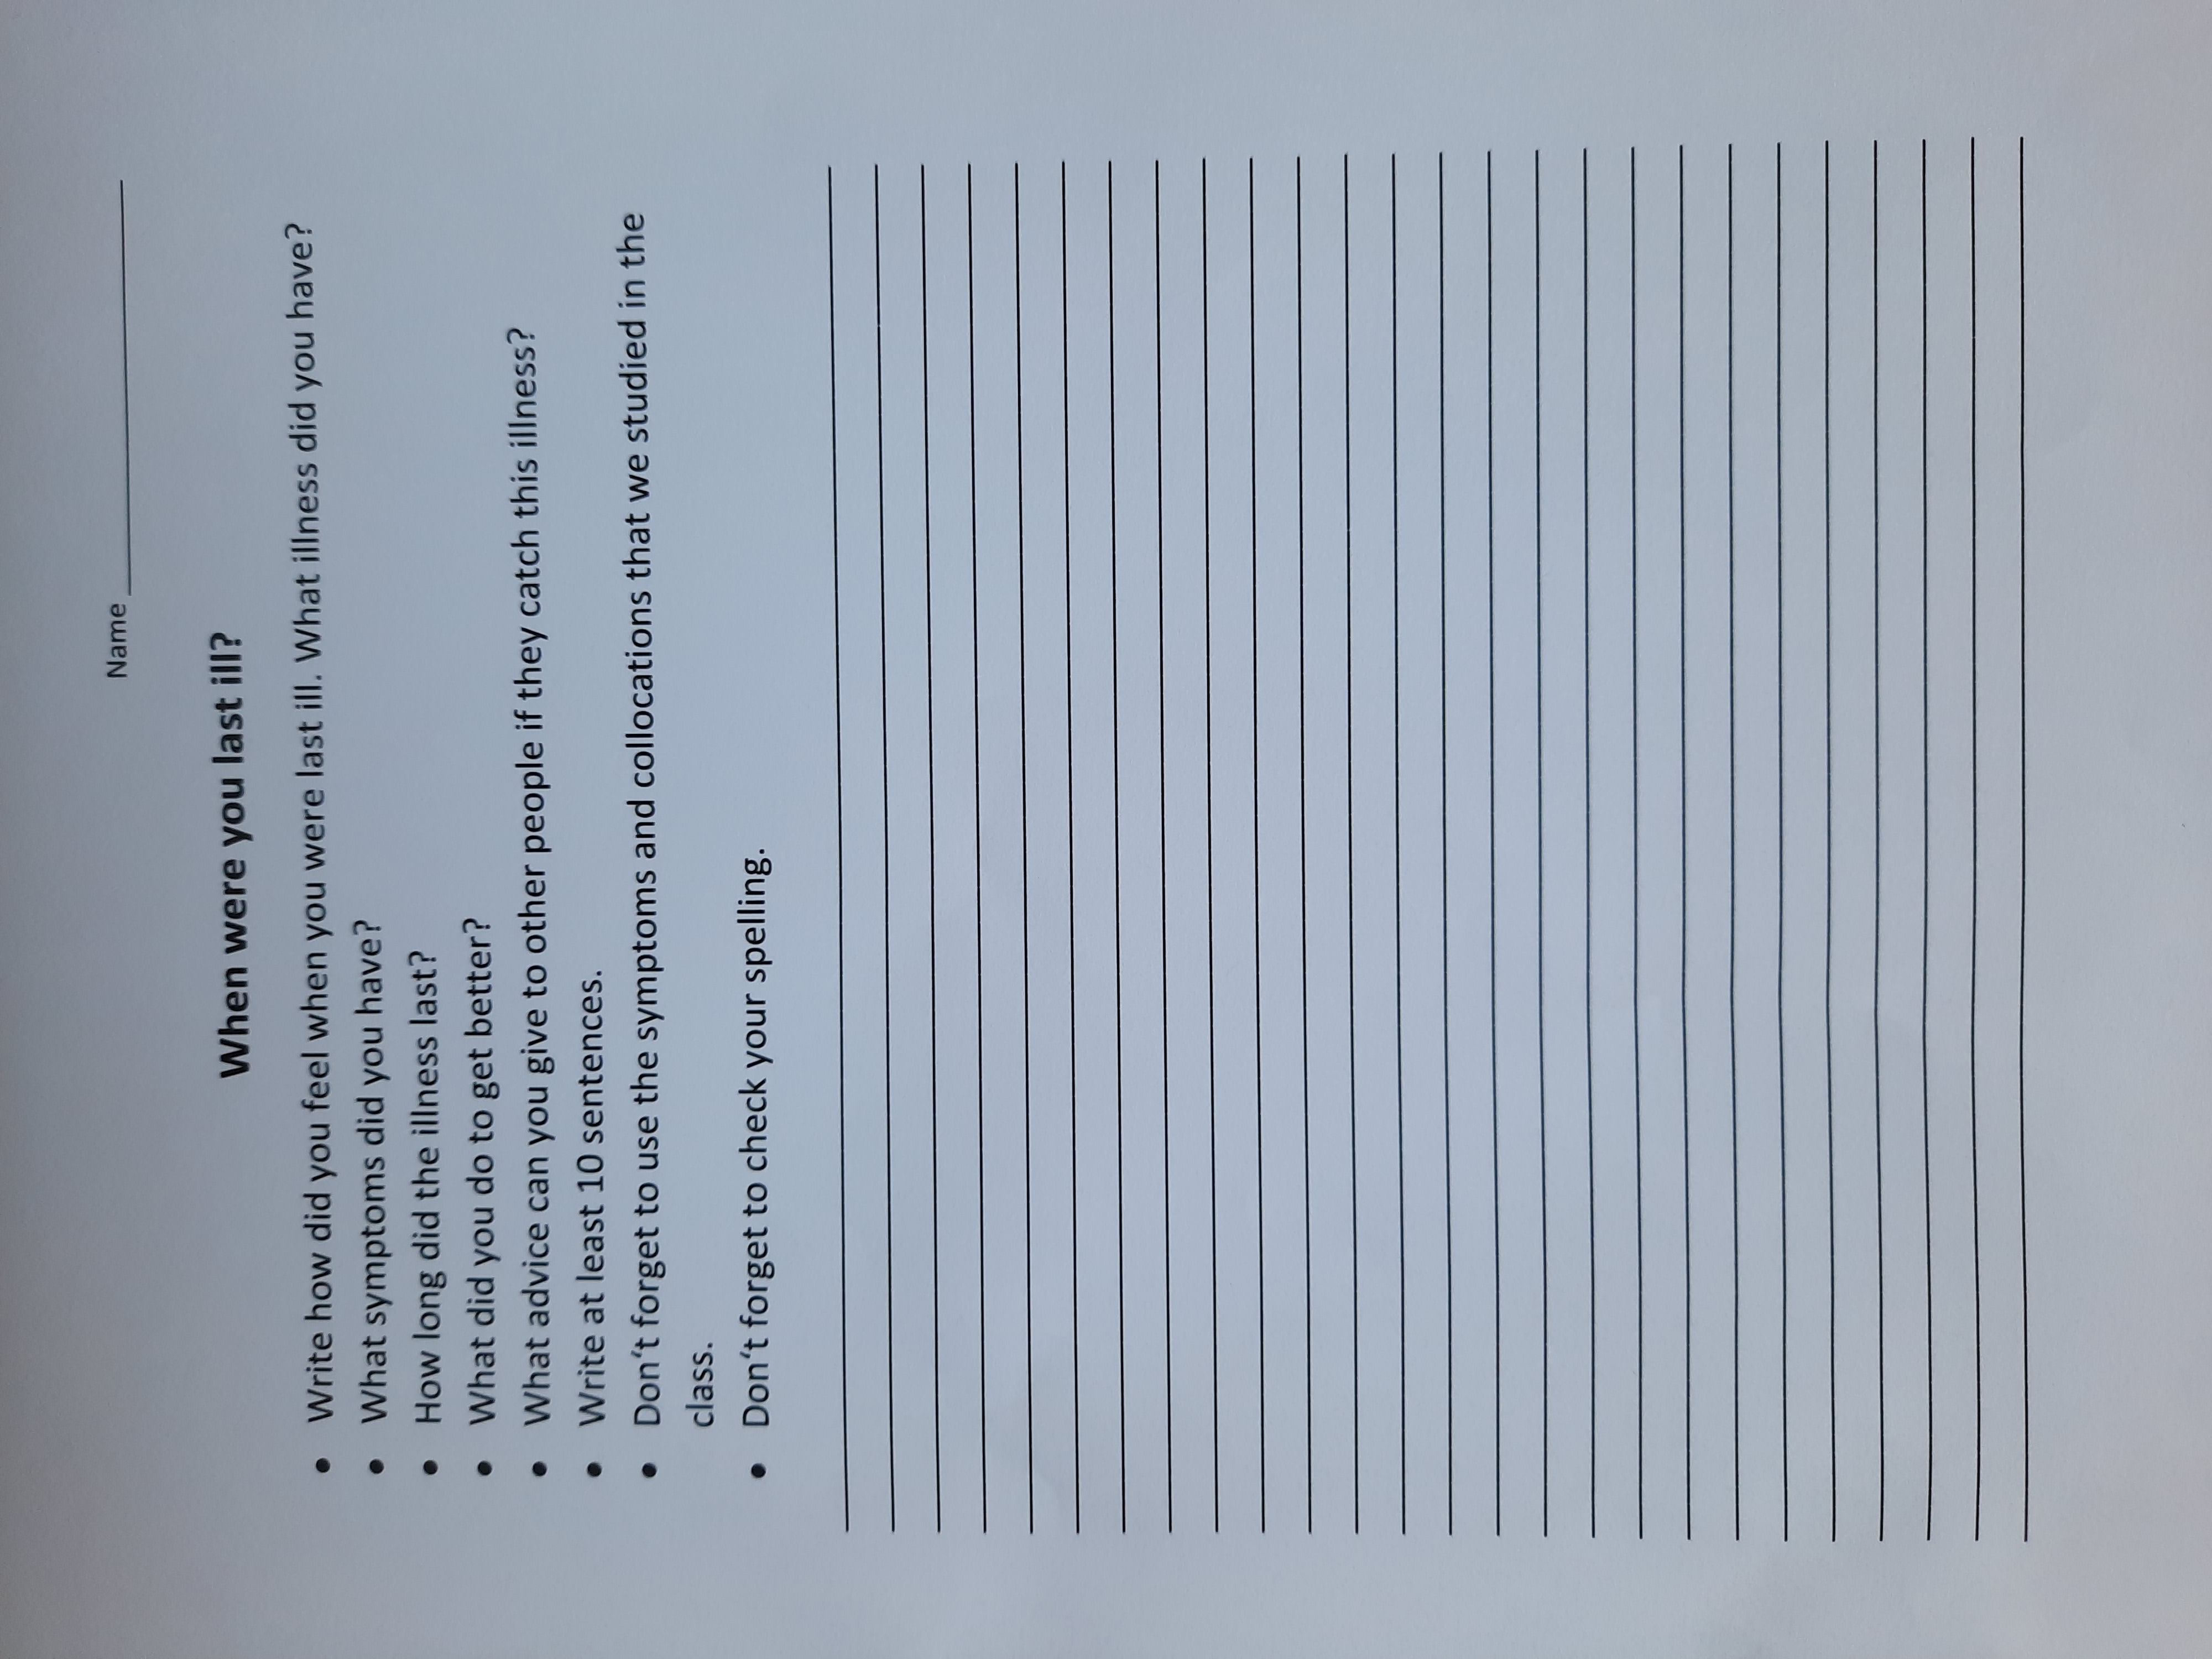 Name
When were you last ill?
• Write how did you feel when you were last ill. What illness did you have?
• What symptoms did you have?
• How long did the illness last?
• What did you do to get better?
• What advice can you give to other people if they catch this illness?
• Write at least 10 sentences.
• Don‘t forget to use the symptoms and collocations that we studied in the
class.
• Don‘t forget to check your spelling.